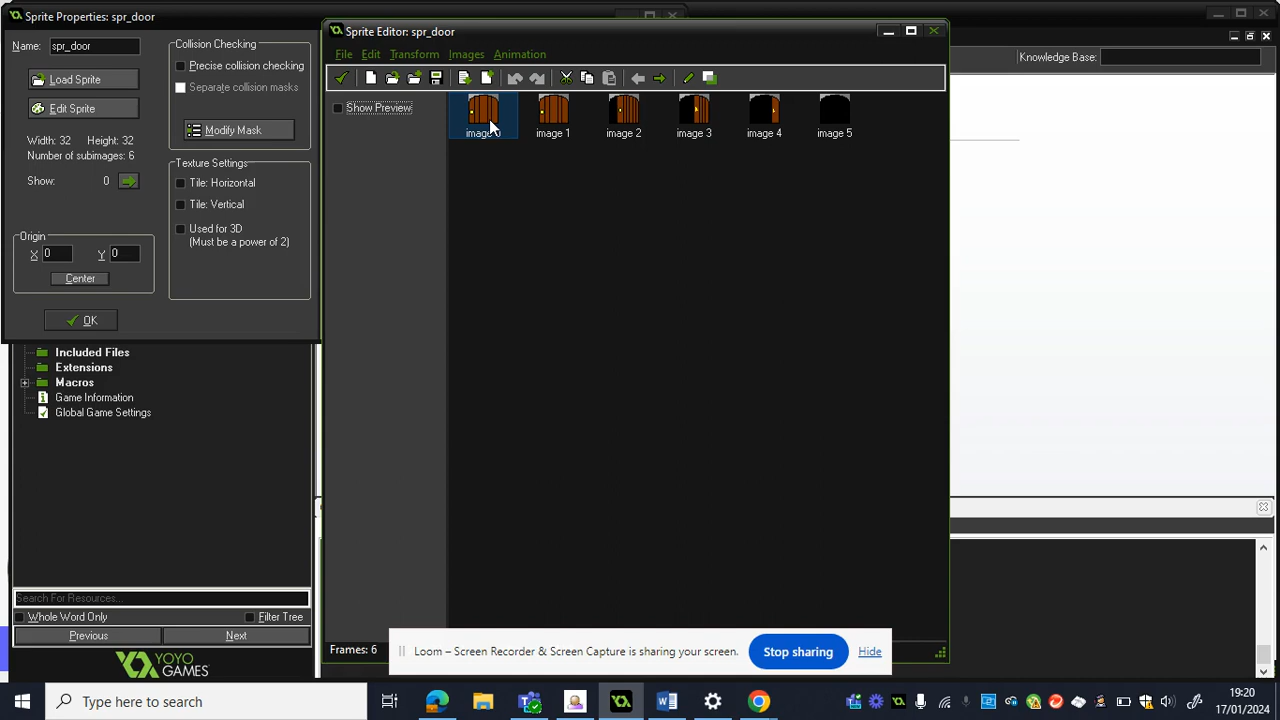 Sprite Properties: spr_door
Name: spr_door
Load Sprite
Edit Sprite
Width: 32 Height: 32
Number of subimages: 6
Show: 0
Origin
X 0 Y 0
Center
OK
Collision Checking
Precise collision checking
Separate collision masks
Modify Mask
Texture Settings
Tile: Horizontal
Tile: Vertical
Used for 3D
(Must be a power of 2)
Sprite Editor: spr_door
File Edit Transform Images Animation
Show Preview
image 1 image 2 image 3 image 4 image 5
Frames: 6
Knowledge Base:
Included Files
Extensions
Macros
Game Information
Global Game Settings
Search For Resources...
Whole Word Only Filter Tree
Previous Next
YOYO
GAMES
Loom – Screen Recorder & Screen Capture is sharing your screen. Stop sharing Hide
Type here to search
19:20
17/01/2024